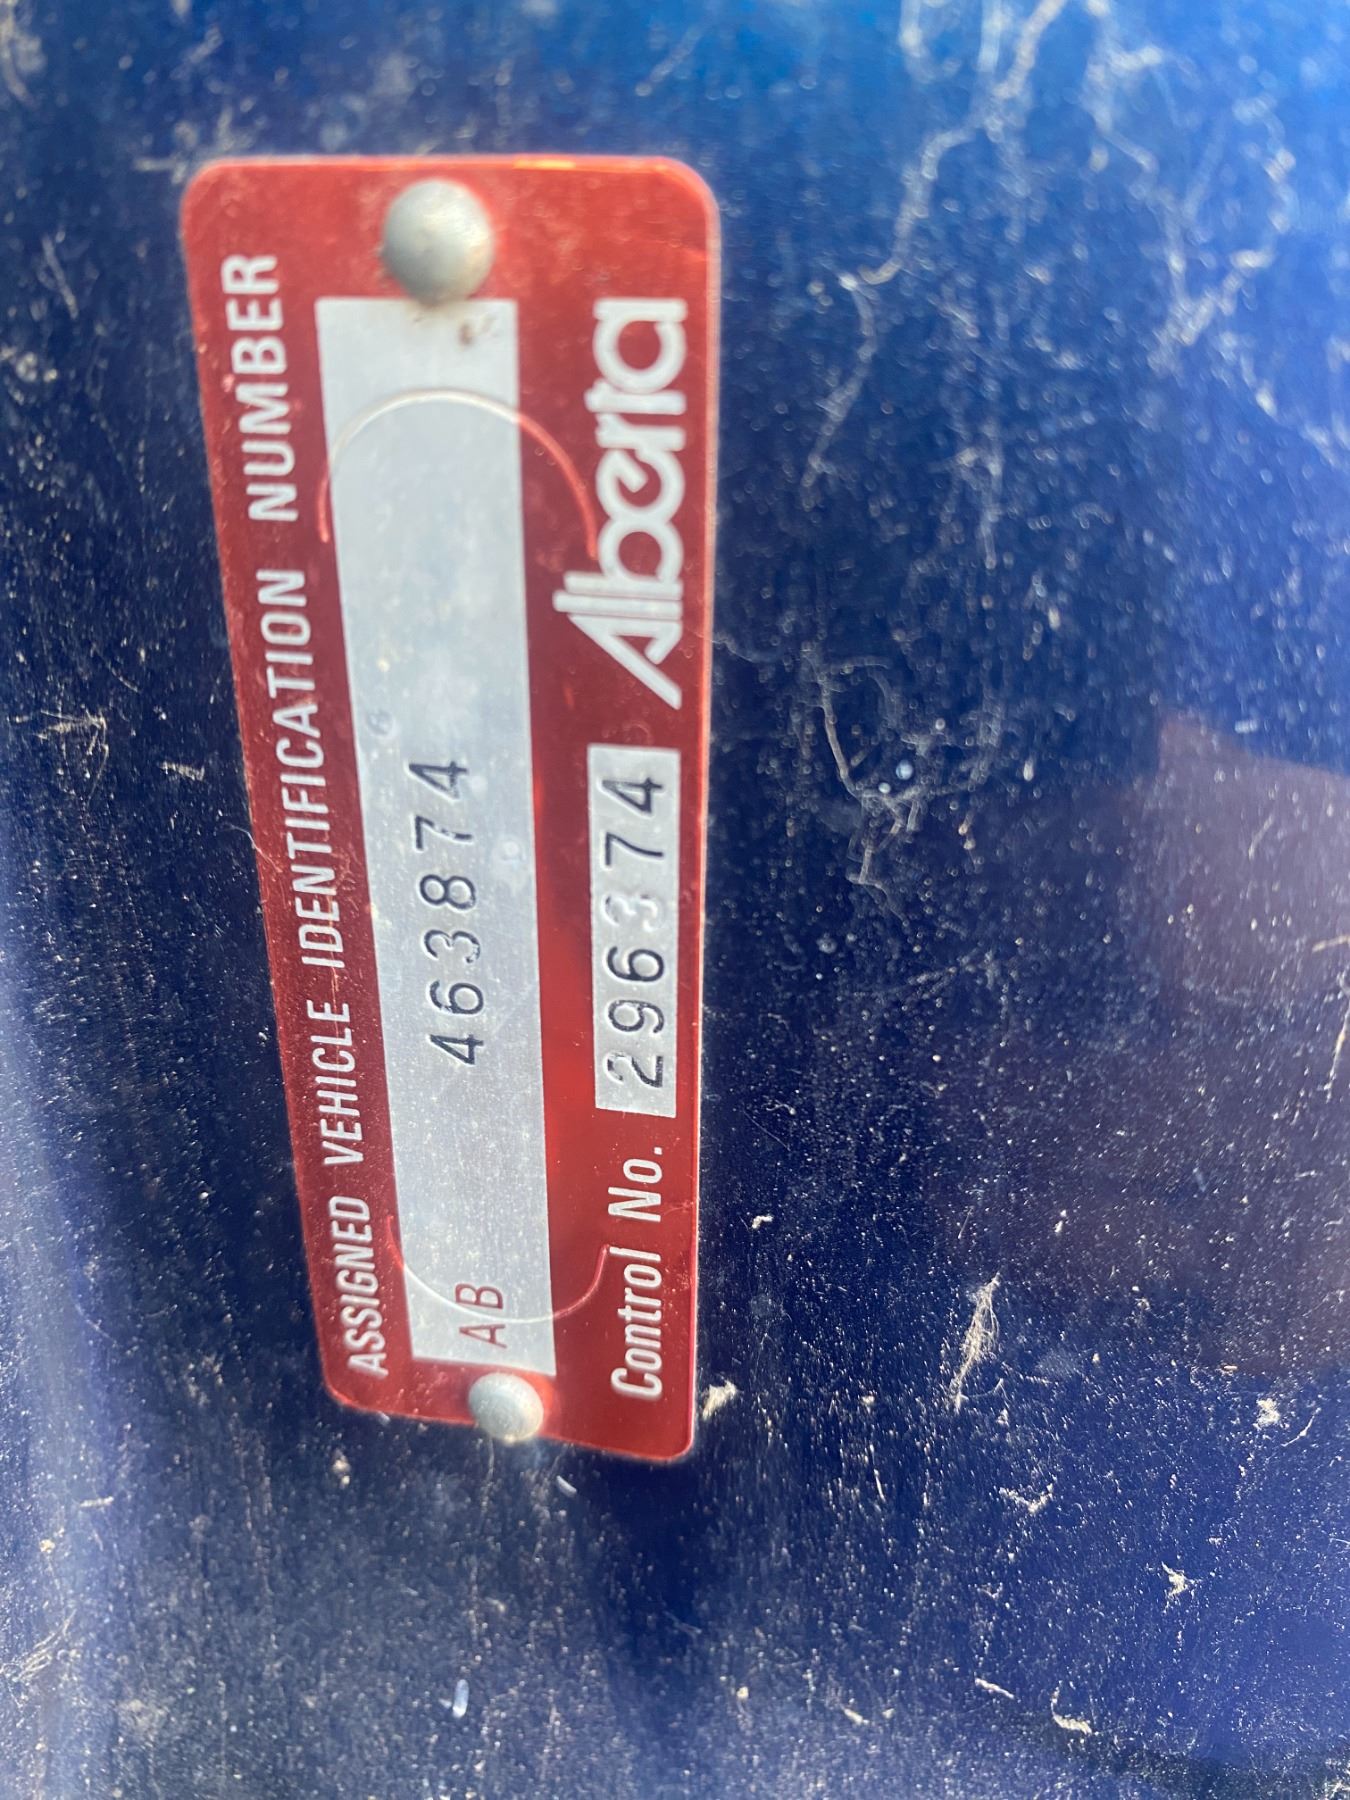 ASSIGNED VEHICLE IDENTIFICATION NUMBER
AB 463874
Control No. 296374 Alberta